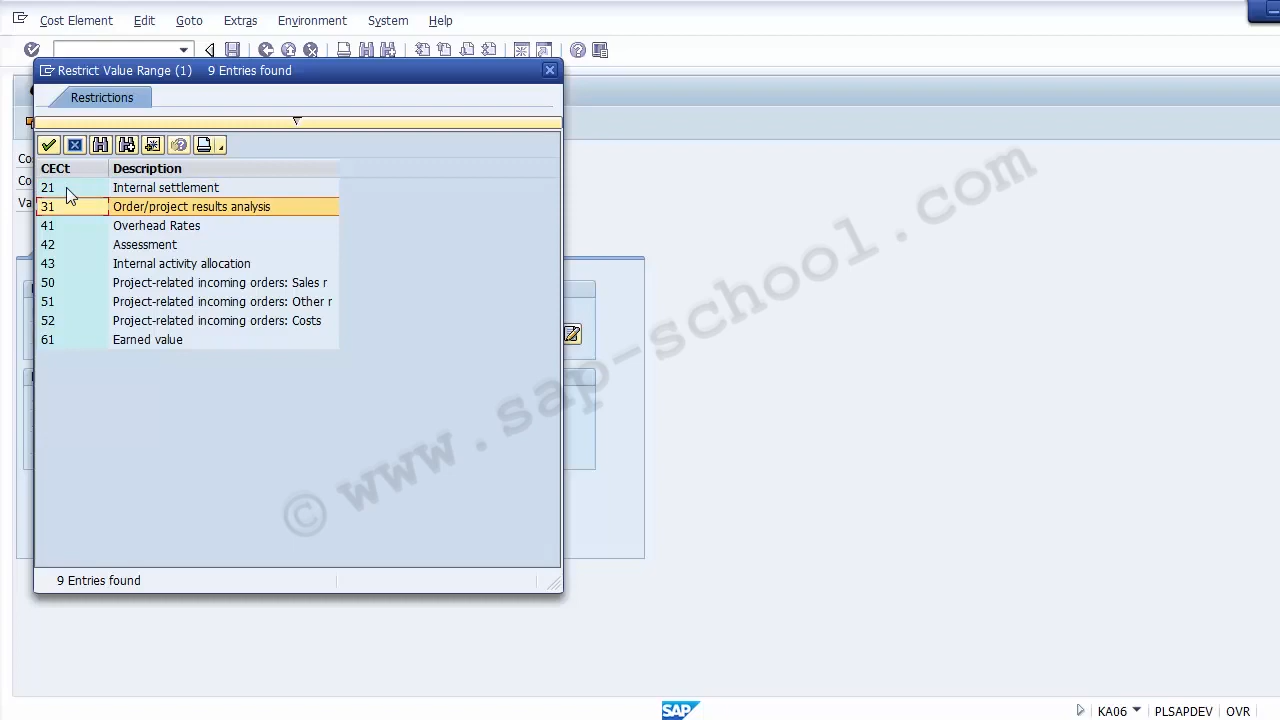 Cost Element Edit Goto Extras Environment System Help
Restrict Value Range (1) 9 Entries found
Restrictions
Co
Co
Va
CECt Description
21 Internal settlement
31 Order/project results analysis
41 Overhead Rates
42 Assessment
43 Internal activity allocation
50 Project-related incoming orders: Sales r
51 Project-related incoming orders: Other r
52 Project-related incoming orders: Costs
61 Earned value
© www.sap-school.com
9 Entries found
SAP KA06 PLSAPDEV OVR